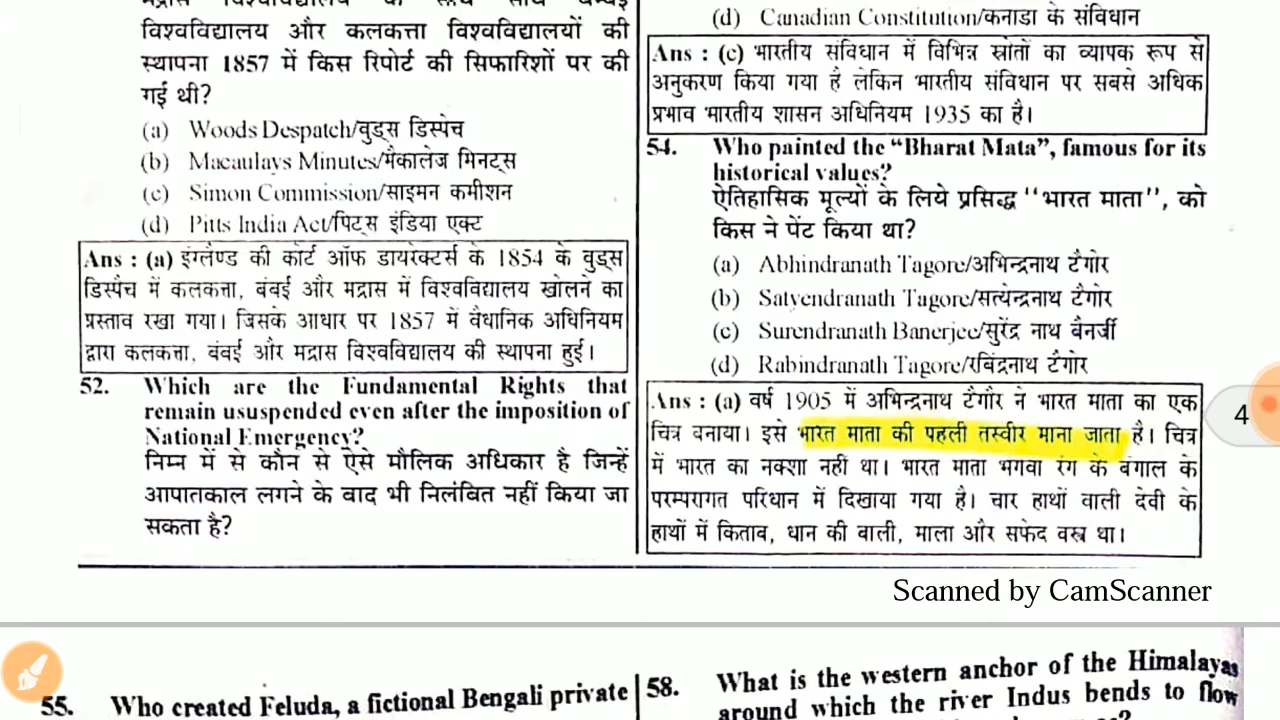 मद्रास विश्वविद्यालय के साथ साथ बम्बई
विश्वविद्यालय और कलकत्ता विश्वविद्यालयों की
स्थापना 1857 में किस रिपोर्ट की सिफारिशों पर की
गई थी?
(a) Woods Despatch/वुड्स डिस्पेच
(b) Macaulays Minutes/मैकालेज मिनट्स
(c) Simon Commission/साइमन कमीशन
(d) Pitts India Act/पिट्स इंडिया एक्ट
Ans : (a) इंग्लैण्ड की कोर्ट ऑफ डायरेक्टर्स के 1854 के वुड्स
डिस्पैच में कलकत्ता, बंबई और मद्रास में विश्वविद्यालय खोलने का
प्रस्ताव रखा गया। जिसके आधार पर 1857 में वैधानिक अधिनियम
द्वारा कलकत्ता, बंबई और मद्रास विश्वविद्यालय की स्थापना हुई।
52. Which are the Fundamental Rights that
remain ususpended even after the imposition of
National Emergency?
निम्न में से कौन से ऐसे मौलिक अधिकार है जिन्हें
आपातकाल लगने के बाद भी निलंबित नहीं किया जा
सकता है?
(d) Canadian Constitution/कनाडा के संविधान
Ans : (c) भारतीय संविधान में विभिन्न स्रोतों का व्यापक रूप से
अनुकरण किया गया है लेकिन भारतीय संविधान पर सबसे अधिक
प्रभाव भारतीय शासन अधिनियम 1935 का है।
54. Who painted the “Bharat Mata”, famous for its
historical values?
ऐतिहासिक मूल्यों के लिये प्रसिद्ध ‘‘भारत माता’’, को
किस ने पेंट किया था?
(a) Abhindranath Tagore/अभिन्द्रनाथ टैगोर
(b) Satyendranath Tagore/सत्येन्द्रनाथ टैगोर
(c) Surendranath Banerjee/सुरेंद्र नाथ बैनर्जी
(d) Rabindranath Tagore/रबिंद्रनाथ टैगोर
Ans : (a) वर्ष 1905 में अभिन्द्रनाथ टैगौर ने भारत माता का एक
चित्र बनाया। इसे भारत माता की पहली तस्वीर माना जाता है। चित्र
में भारत का नक्शा नहीं था। भारत माता भगवा रंग के बंगाल के
परम्परागत परिधान में दिखाया गया है। चार हाथों वाली देवी के
हाथों में किताब, धान की बाली, माला और सफेद वस्त्र था।
4
Scanned by CamScanner
55. Who created Feluda, a fictional Bengali private
58. What is the western anchor of the Himalayas
around which the river Indus bends to flow